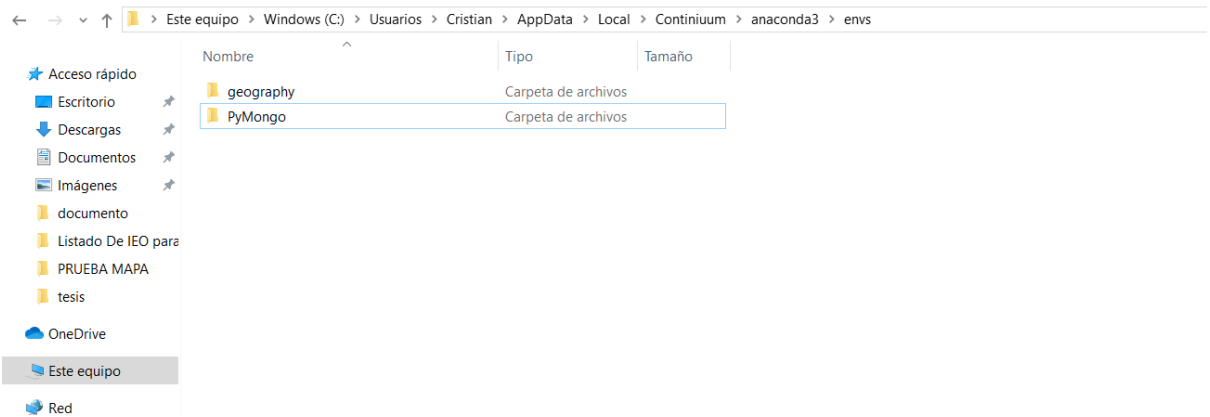 Este equipo > Windows (C:) > Usuarios > Cristian > AppData > Local > Continiuum > anaconda3 > envs
Acceso rápido
Escritorio
Descargas
Documentos
Imágenes
documento
Listado De IEO para
PRUEBA MAPA
tesis
OneDrive
Este equipo
Red
Nombre Tipo Tamaño
geography Carpeta de archivos
PyMongo Carpeta de archivos